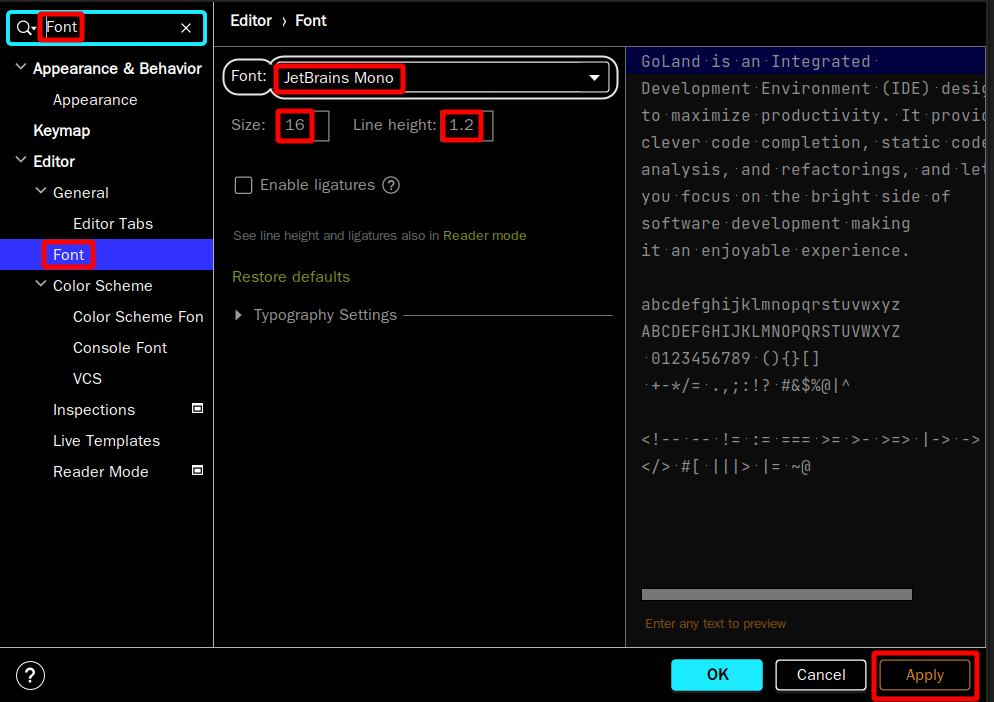 Font
Appearance & Behavior
Appearance
Keymap
Editor
General
Editor Tabs
Font
Color Scheme
Color Scheme Fon
Console Font
VCS
Inspections
Live Templates
Reader Mode
Editor › Font
Font: JetBrains Mono
Size: 16 Line height: 1.2
Enable ligatures ?
See line height and ligatures also in Reader mode
Restore defaults
Typography Settings
GoLand is an Integrated
Development Environment (IDE) desig
to maximize productivity. It provid
clever code completion, static code
analysis, and refactorings, and let
you focus on the bright side of
software development making
it an enjoyable experience.
abcdefghijklmnopqrstuvwxyz
ABCDEFGHIJKLMNOPQRSTUVWXYZ
0123456789 (){}[]
+-*/= .,;:!? #&$%@|^
<!-- -- != := === >= >- >=> |-> ->
</> #[ |||> |= ~@
Enter any text to preview
?
OK
Cancel
Apply